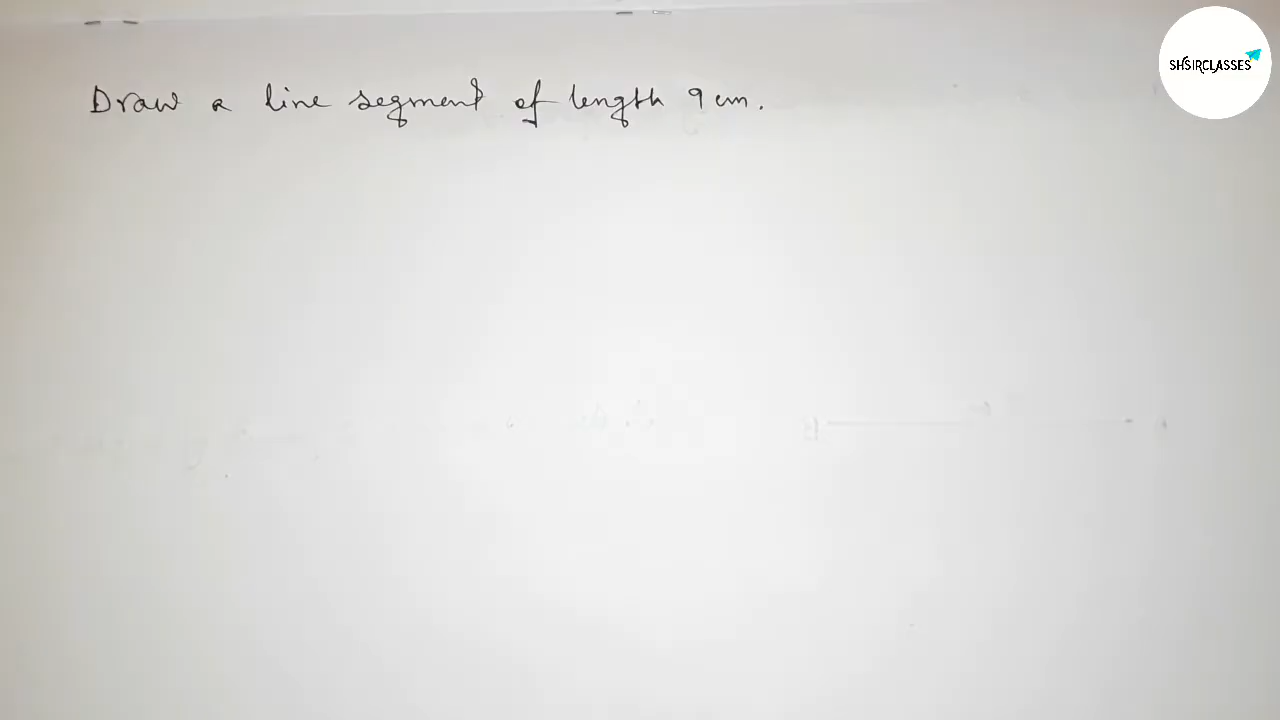 Draw a line segment of length 9 cm.
SHSIRCLASSES